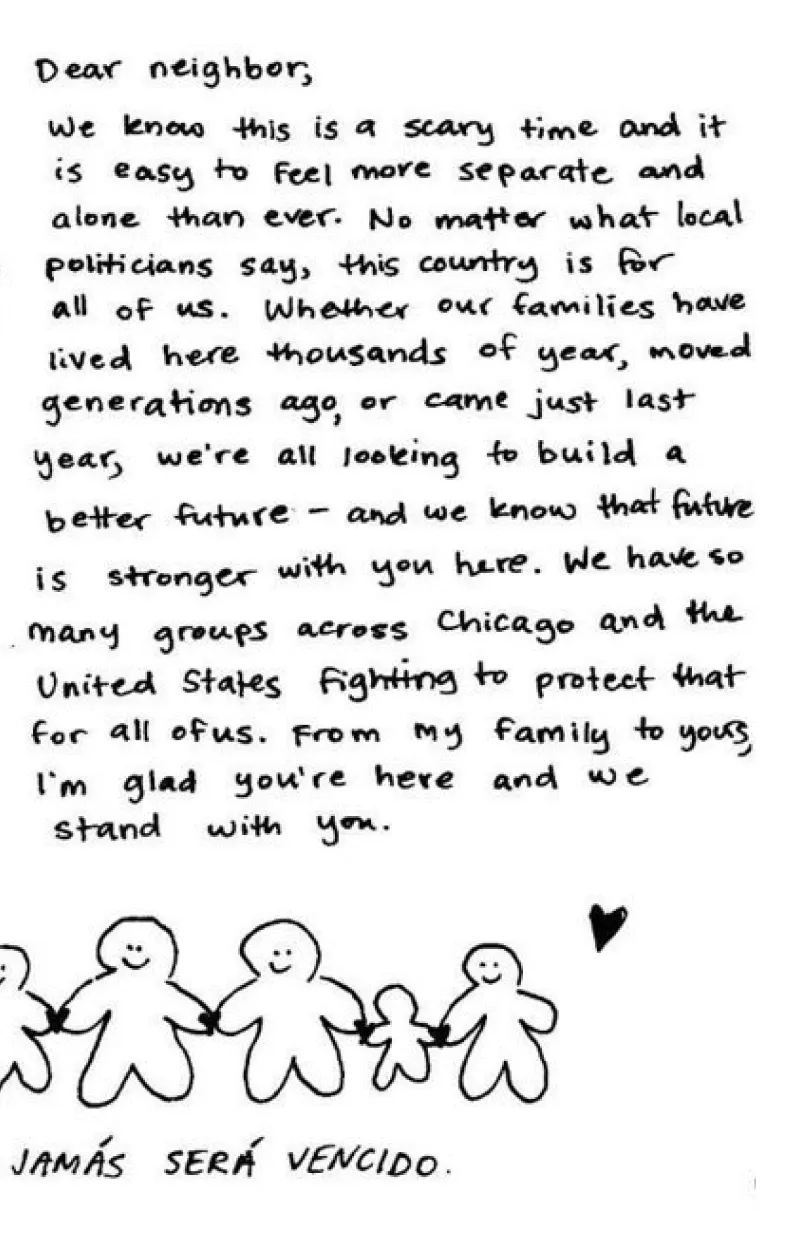 Dear neighbor,
We know this is a scary time and it
is easy to feel more separate and
alone than ever. No matter what local
politicians say, this country is for
all of us. Whether our families have
lived here thousands of year, moved
generations ago, or came just last
year, we're all looking to build a
better future - and we know that future
is stronger with you here. We have so
many groups across Chicago and the
United States fighting to protect that
for all of us. From my family to yours,
I'm glad you're here and we
stand with you.
JAMÁS SERÁ VENCIDO.